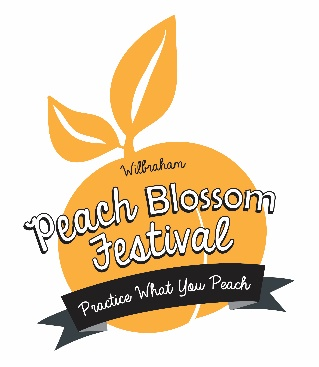 Wilbraham
Peach Blossom
Festival
Practice What You Peach